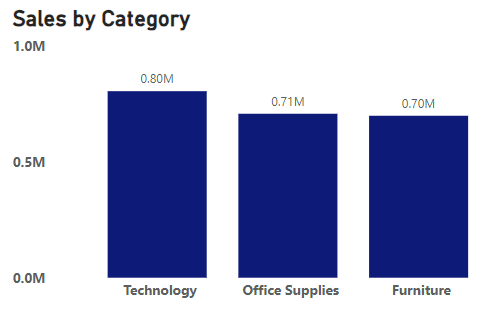 Sales by Category
1.0M
0.80M
0.71M
0.70M
0.5M
0.0M
Technology
Office Supplies
Furniture